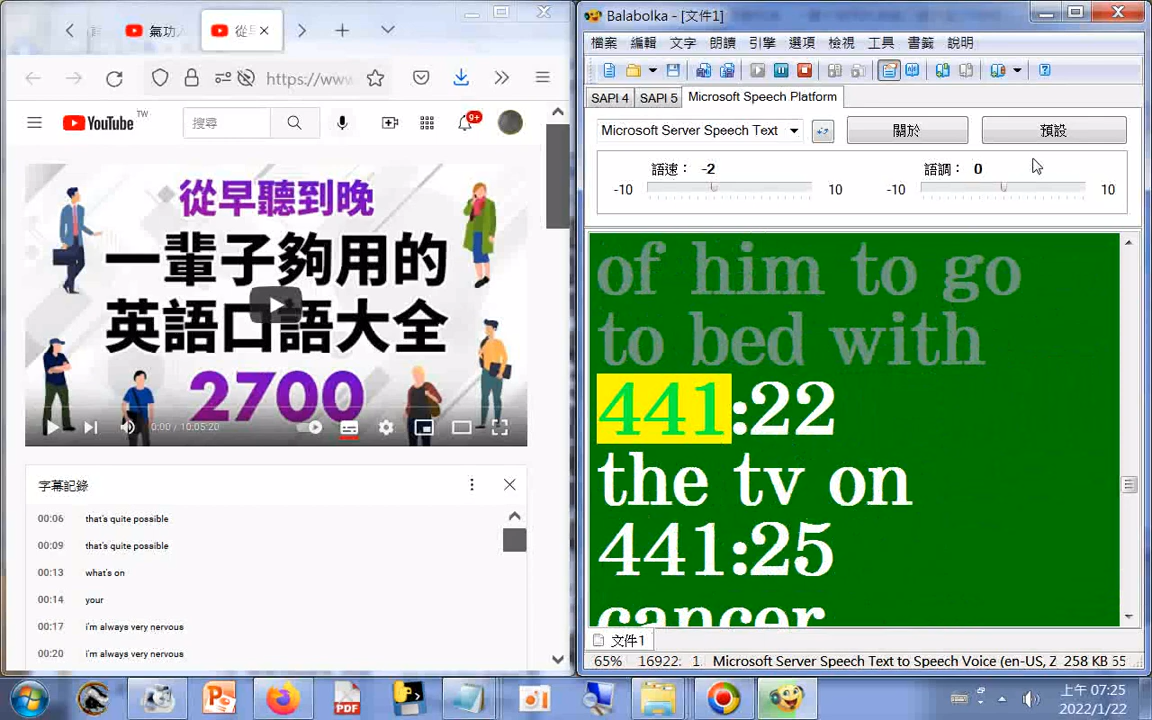 氣功
從早
https://www
YouTube TW
搜尋
9+
從早聽到晚
一輩子夠用的
英語口語大全
2700
0:00 / 10:05:20
字幕記錄
00:06 that's quite possible
00:09 that's quite possible
00:13 what's on
00:14 your
00:17 i'm always very nervous
00:20 i'm always very nervous
Balabolka - [文件1]
檔案 編輯 文字 朗讀 引擎 選項 檢視 工具 書籤 說明
SAPI 4 SAPI 5 Microsoft Speech Platform
Microsoft Server Speech Text 關於 預設
語速： -2 語調： 0
-10 10 -10 10
of him to go
to bed with
441:22
the tv on
441:25
cancer
文件1
65% 16922: 1 Microsoft Server Speech Text to Speech Voice (en-US, Z 258 KB 55
PDF
上午 07:25
2022/1/22